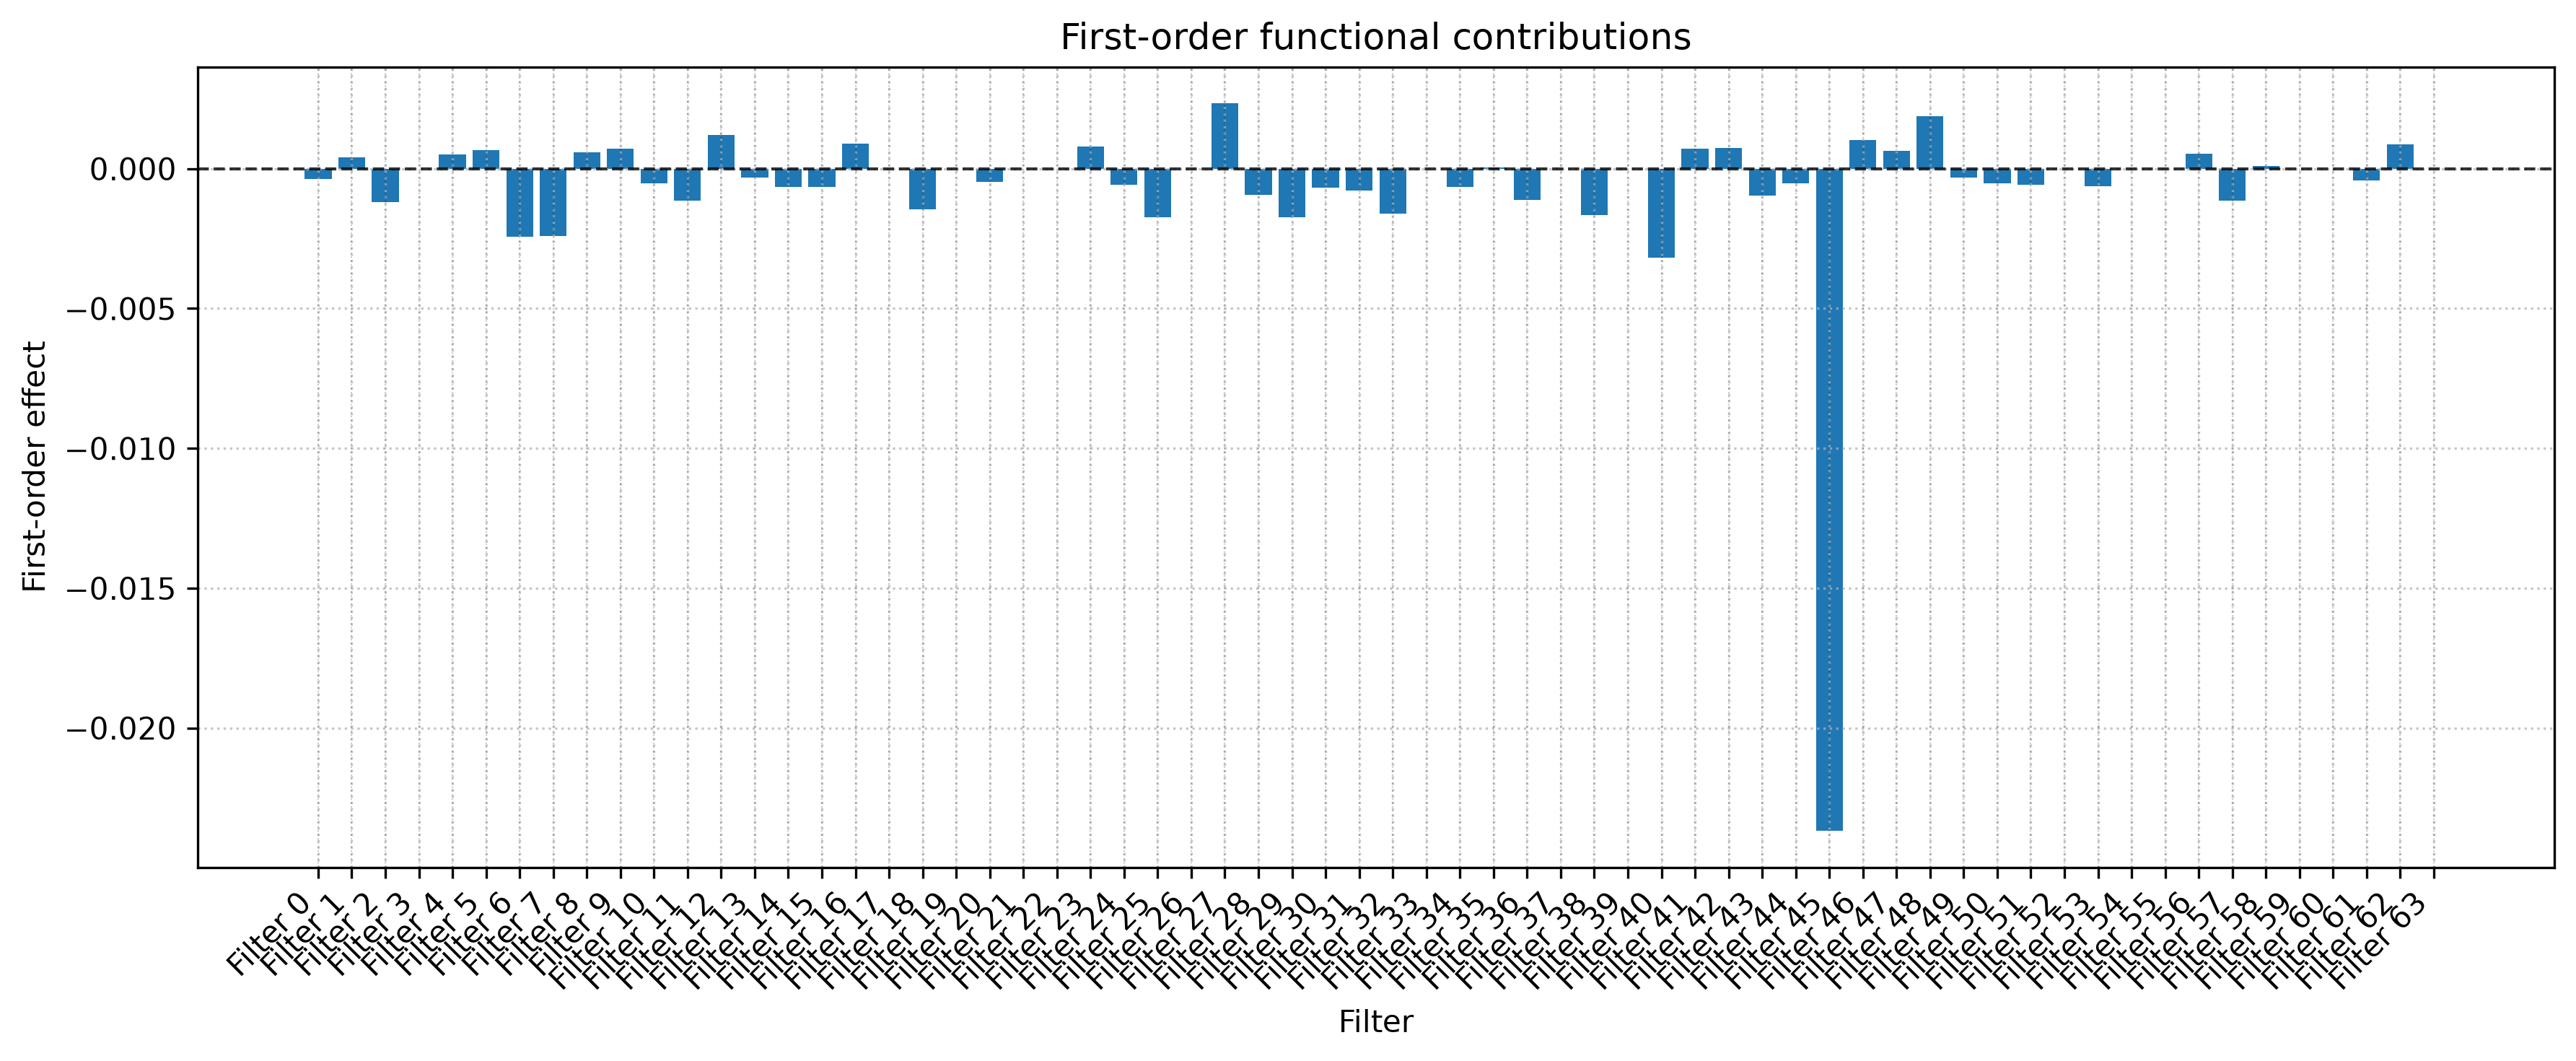 First-order functional contributions
First-order effect
0.000
−0.005
−0.010
−0.015
−0.020
Filter 0
Filter 1
Filter 2
Filter 3
Filter 4
Filter 5
Filter 6
Filter 7
Filter 8
Filter 9
Filter 10
Filter 11
Filter 12
Filter 13
Filter 14
Filter 15
Filter 16
Filter 17
Filter 18
Filter 19
Filter 20
Filter 21
Filter 22
Filter 23
Filter 24
Filter 25
Filter 26
Filter 27
Filter 28
Filter 29
Filter 30
Filter 31
Filter 32
Filter 33
Filter 34
Filter 35
Filter 36
Filter 37
Filter 38
Filter 39
Filter 40
Filter 41
Filter 42
Filter 43
Filter 44
Filter 45
Filter 46
Filter 47
Filter 48
Filter 49
Filter 50
Filter 51
Filter 52
Filter 53
Filter 54
Filter 55
Filter 56
Filter 57
Filter 58
Filter 59
Filter 60
Filter 61
Filter 62
Filter 63
Filter